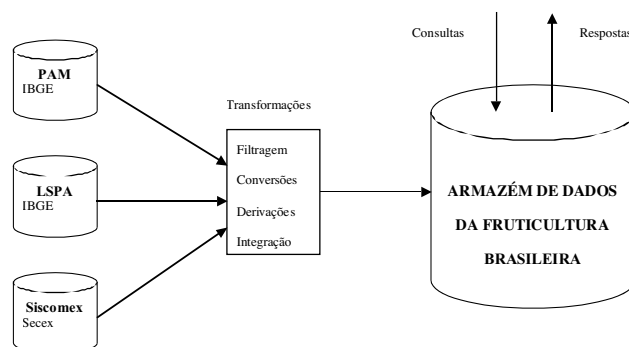 Consultas
Respostas
PAM
IBGE
Transformações
Filtragem
Conversões
Derivações
Integração
LSPA
IBGE
ARMAZÉM DE DADOS
DA FRUTICULTURA
BRASILEIRA
Siscomex
Secex